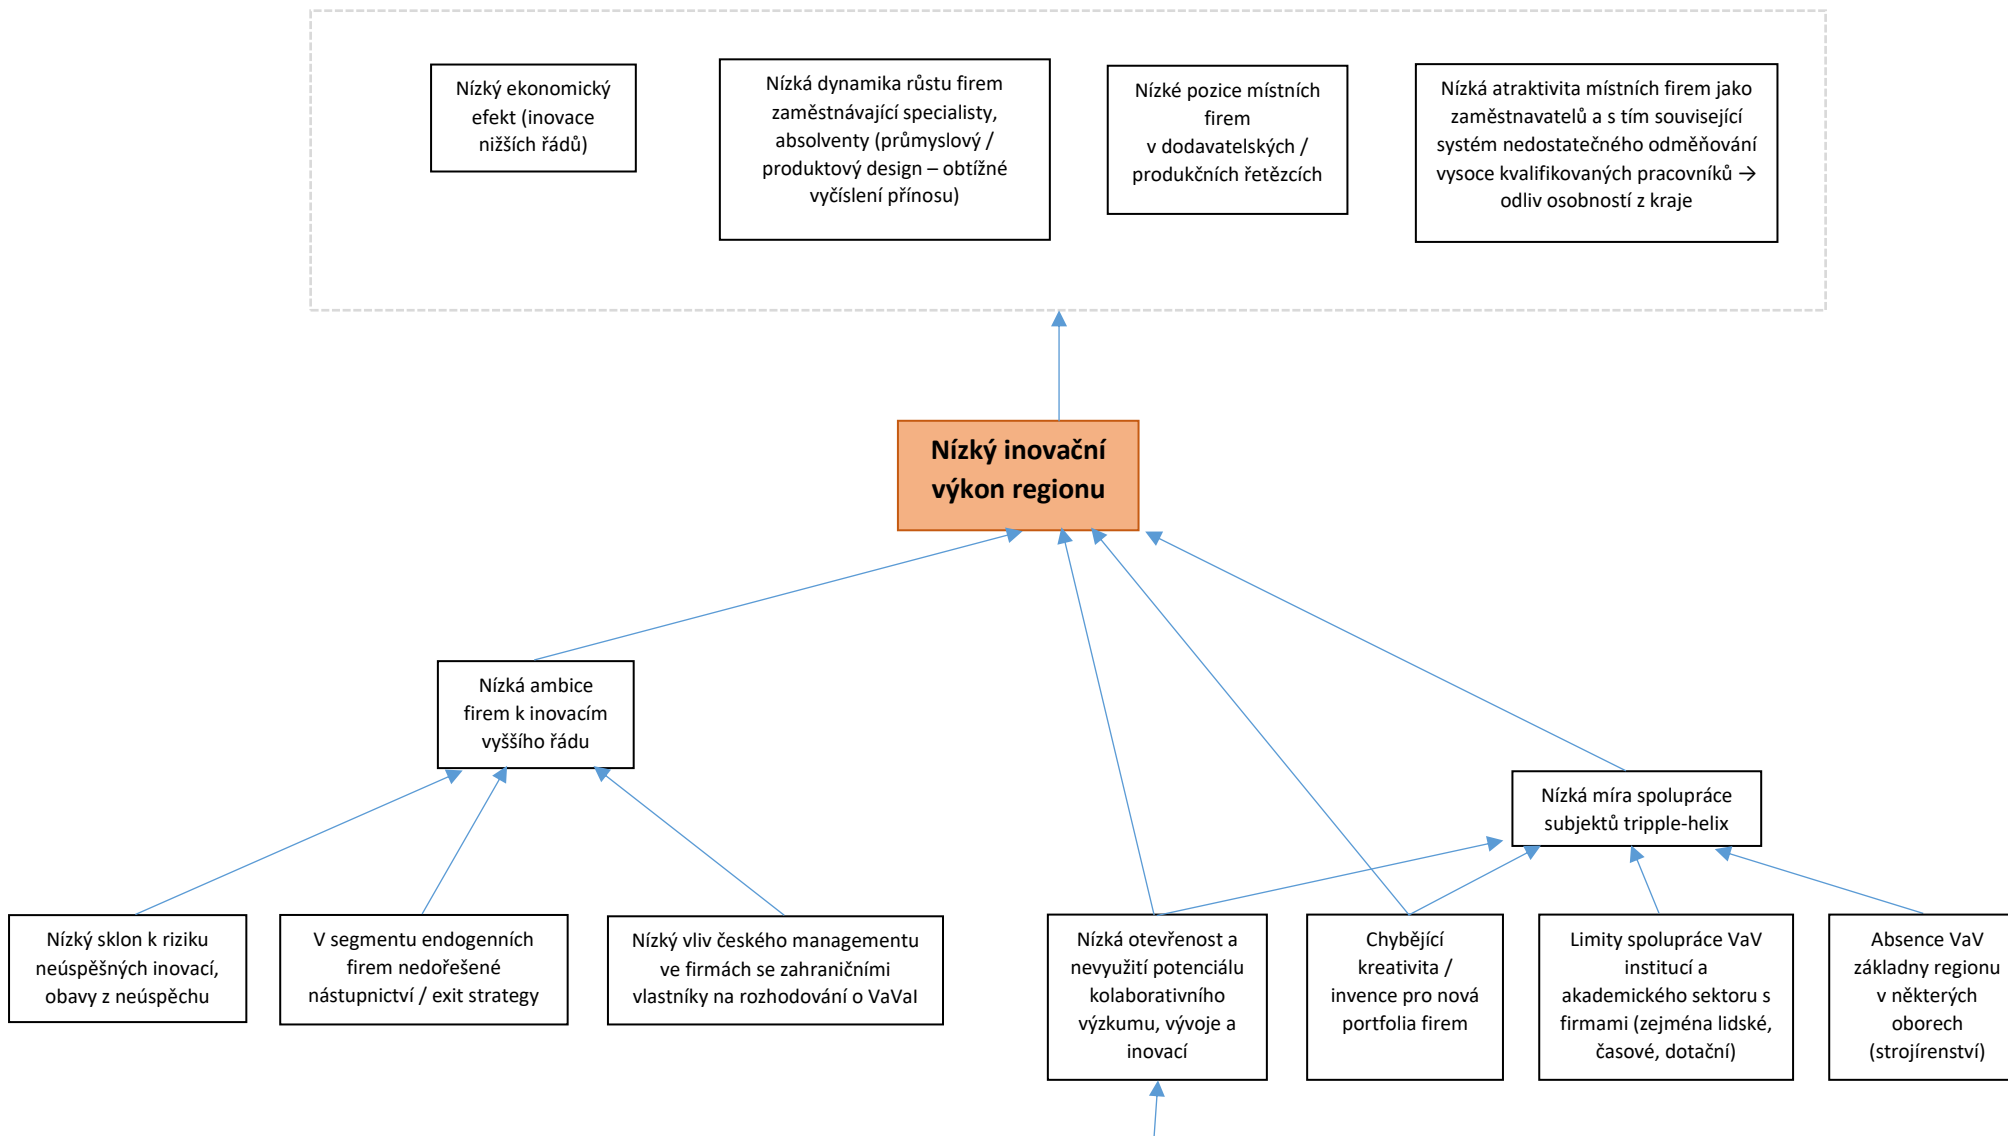 Nízký ekonomický
efekt (inovace
nižších řádů)
Nízká dynamika růstu firem
zaměstnávající specialisty,
absolventy (průmyslový /
produktový design – obtížné
vyčíslení přínosu)
Nízké pozice místních
firem
v dodavatelských /
produkčních řetězcích
Nízká atraktivita místních firem jako
zaměstnavatelů a s tím související
systém nedostatečného odměňování
vysoce kvalifikovaných pracovníků →
odliv osobností z kraje
Nízký inovační
výkon regionu
Nízká ambice
firem k inovacím
vyššího řádu
Nízká míra spolupráce
subjektů tripple-helix
Nízký sklon k riziku
neúspěšných inovací,
obavy z neúspěchu
V segmentu endogenních
firem nedořešené
nástupnictví / exit strategy
Nízký vliv českého managementu
ve firmách se zahraničními
vlastníky na rozhodování o VaVaI
Nízká otevřenost a
nevyužití potenciálu
kolaborativního
výzkumu, vývoje a
inovací
Chybějící
kreativita /
invence pro nová
portfolia firem
Limity spolupráce VaV
institucí a
akademického sektoru s
firmami (zejména lidské,
časové, dotační)
Absence VaV
základny regionu
v některých
oborech
(strojírenství)